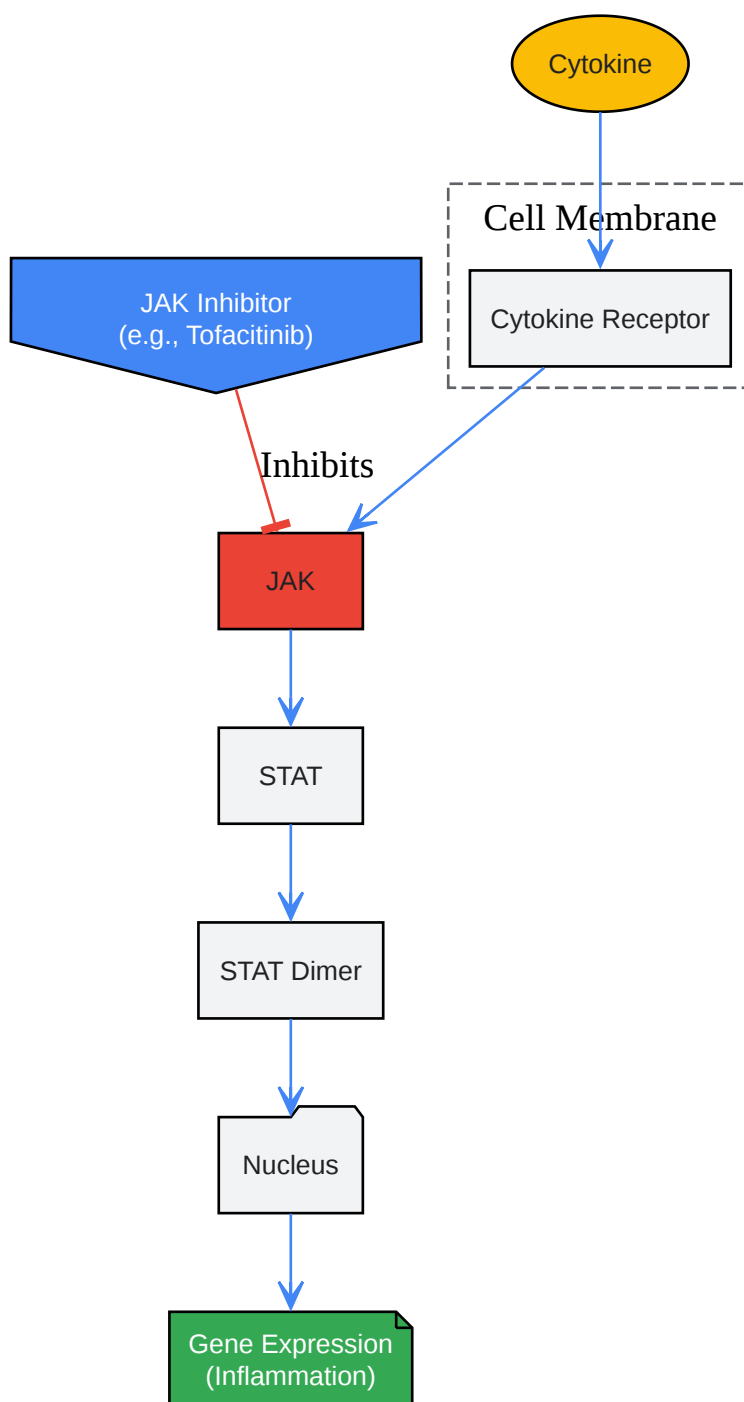 Cytokine
Cell Membrane
JAK Inhibitor
(e.g., Tofacitinib)
Cytokine Receptor
Inhibits
JAK
STAT
STAT Dimer
Nucleus
Gene Expression
(Inflammation)